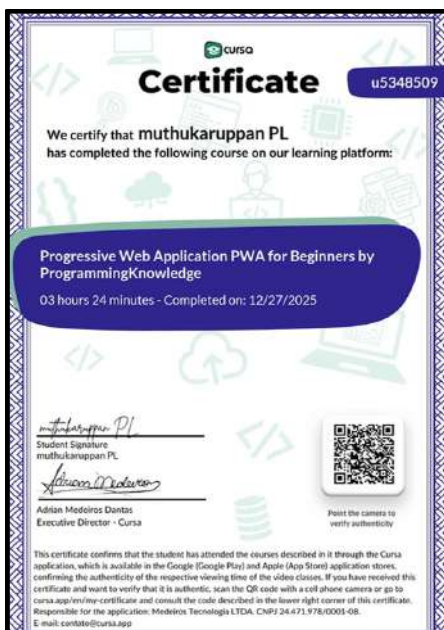 cursa
Certificate
u5348509
We certify that muthukaruppan PL
has completed the following course on our learning platform:
Progressive Web Application PWA for Beginners by
ProgrammingKnowledge
03 hours 24 minutes - Completed on: 12/27/2025
muthukaruppan PL
Student Signature
muthukaruppan PL
Adrian Medeiros
Adrian Medeiros Dantas
Executive Director - Cursa
Point the camera to
verify authenticity
This certificate confirms that the student has attended the courses described in it through the Cursa
application, which is available in the Google (Google Play) and Apple (App Store) application stores,
confirming the authenticity of the respective viewing time of the video classes. If you have received this
certificate and want to verify that it is authentic, scan the QR code with a cell phone camera or go to
cursa.app/en/my-certificate and consult the code described in the lower right corner of this certificate.
Responsible for the application: Medeiros Tecnologia LTDA. CNPJ 24.471.978/0001-08.
E-mail: contato@cursa.app